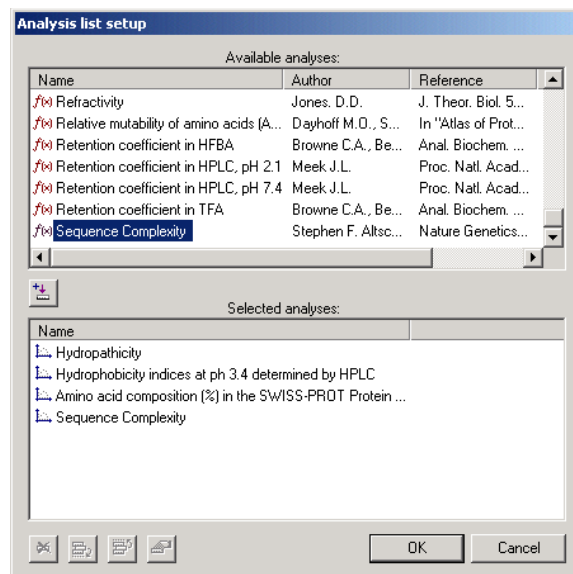 Analysis list setup
Available analyses:
Name Author Reference
f(x) Refractivity Jones. D.D. J. Theor. Biol. 5...
f(x) Relative mutability of amino acids (A... Dayhoff M.O., S... In "Atlas of Prot...
f(x) Retention coefficient in HFBA Browne C.A., Be... Anal. Biochem. ...
f(x) Retention coefficient in HPLC, pH 2.1 Meek J.L. Proc. Natl. Acad...
f(x) Retention coefficient in HPLC, pH 7.4 Meek J.L. Proc. Natl. Acad...
f(x) Retention coefficient in TFA Browne C.A., Be... Anal. Biochem. ...
f(x) Sequence Complexity Stephen F. Altsc... Nature Genetics...
Selected analyses:
Name
Hydropathicity
Hydrophobicity indices at ph 3.4 determined by HPLC
Amino acid composition (%) in the SWISS-PROT Protein ...
Sequence Complexity
OK Cancel